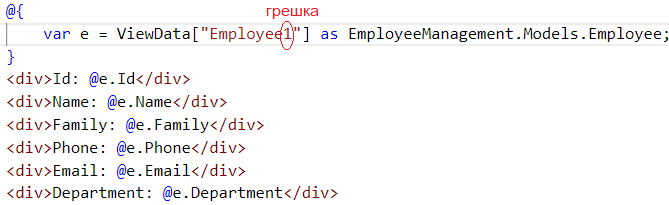 грешка
@{
    var e = ViewData["Employee1"] as EmployeeManagement.Models.Employee;
}
<div>Id: @e.Id</div>
<div>Name: @e.Name</div>
<div>Family: @e.Family</div>
<div>Phone: @e.Phone</div>
<div>Email: @e.Email</div>
<div>Department: @e.Department</div>